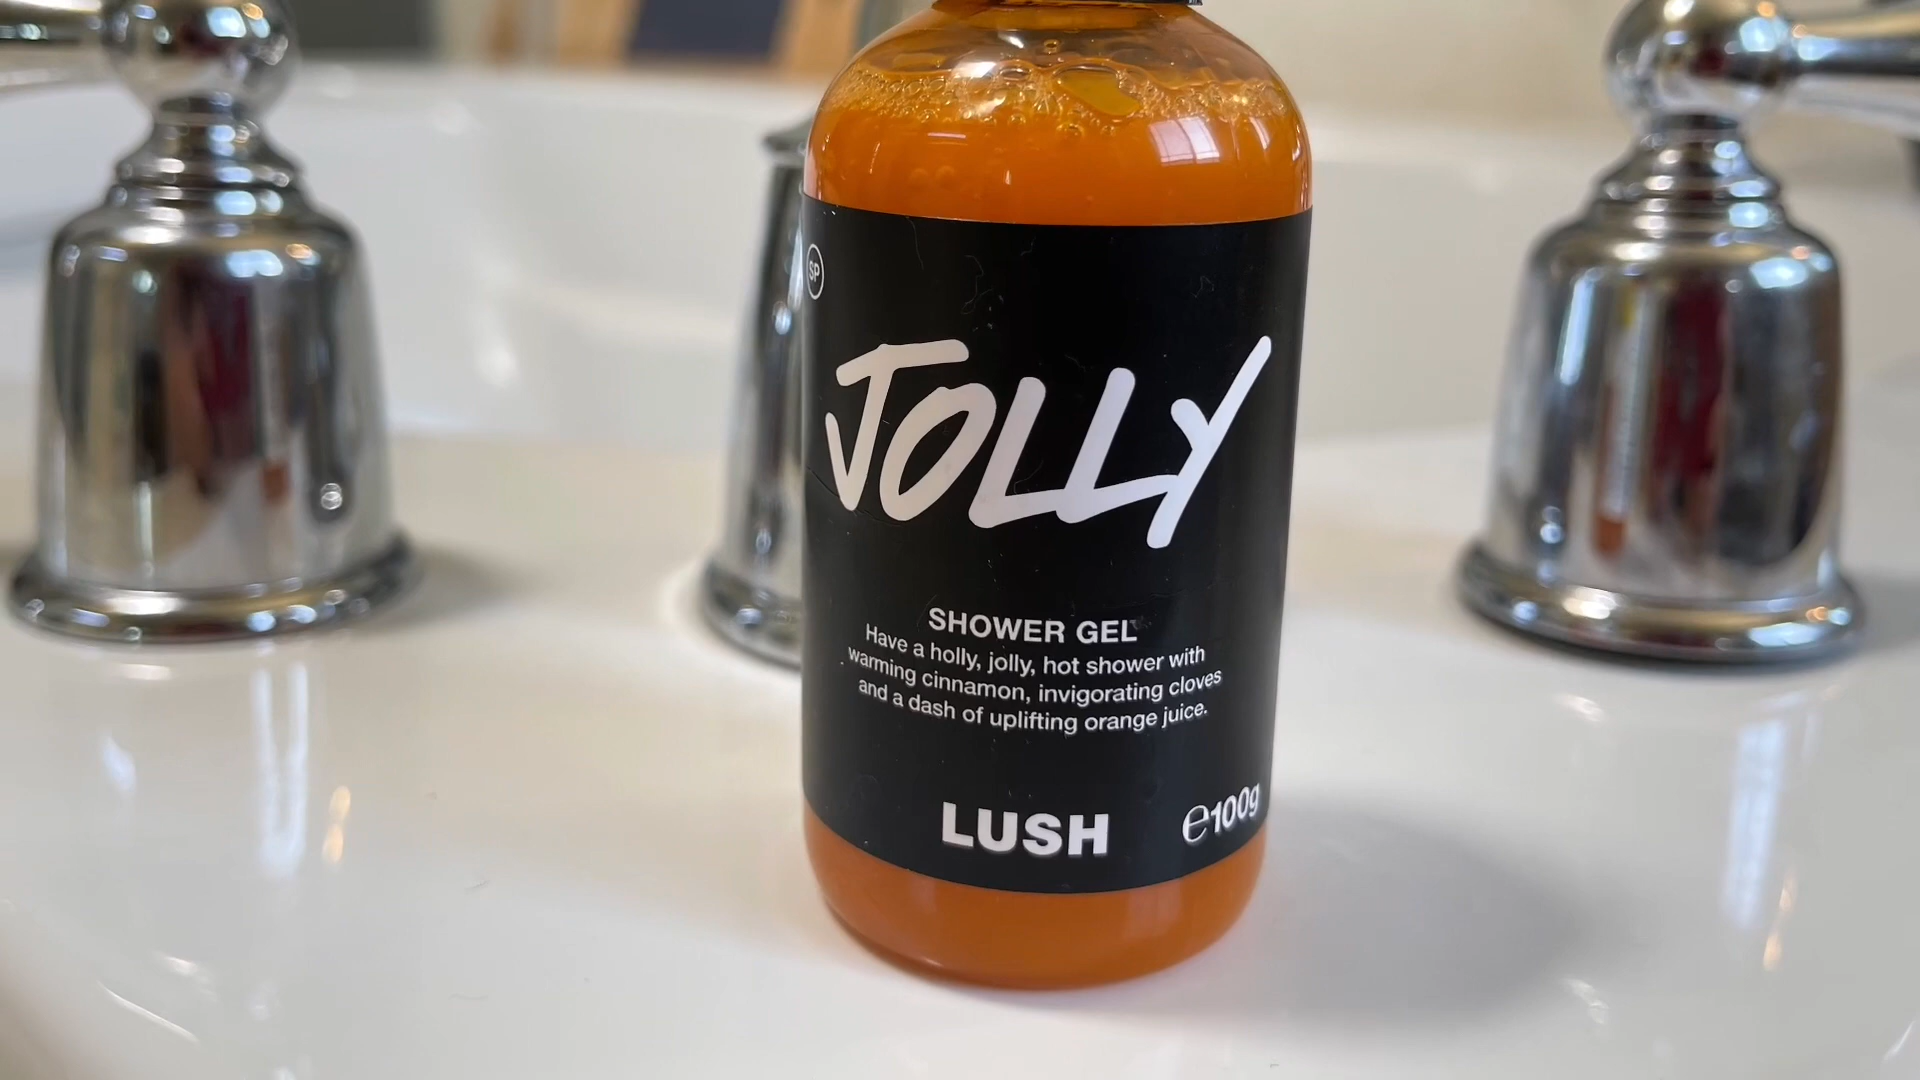 SP
JOLLY
SHOWER GEL
Have a holly, jolly, hot shower with
warming cinnamon, invigorating cloves
and a dash of uplifting orange juice.
LUSH
℮100g